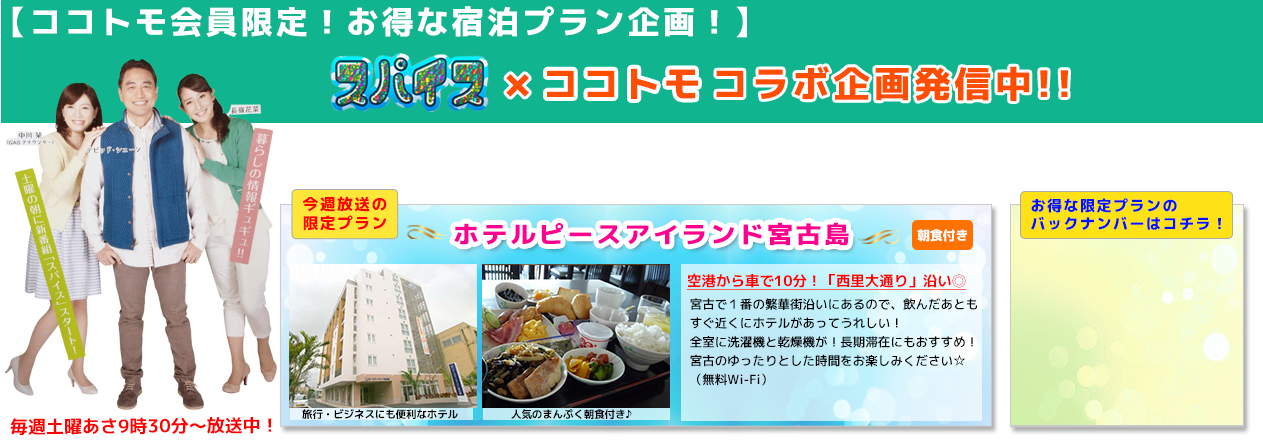 【ココトモ会員限定！お得な宿泊プラン企画！】
スパイス × ココトモ コラボ企画発信中!!
長嶺花菜
中川 栞
(QABアナウンサー)
デビッド・シェーン
暮らしの情報ギュギュ!!
土曜の朝に新番組「スパイス」スタート！
毎週土曜あさ9時30分～放送中！
今週放送の
限定プラン
ホテルピースアイランド宮古島
朝食付き
旅行・ビジネスにも便利なホテル
人気のまんぷく朝食付き♪
空港から車で10分！「西里大通り」沿い◎
宮古で１番の繁華街沿いにあるので、飲んだあとも
すぐ近くにホテルがあってうれしい！
全室に洗濯機と乾燥機が！長期滞在にもおすすめ！
宮古のゆったりとした時間をお楽しみください☆
（無料Wi-Fi）
お得な限定プランの
バックナンバーはコチラ！